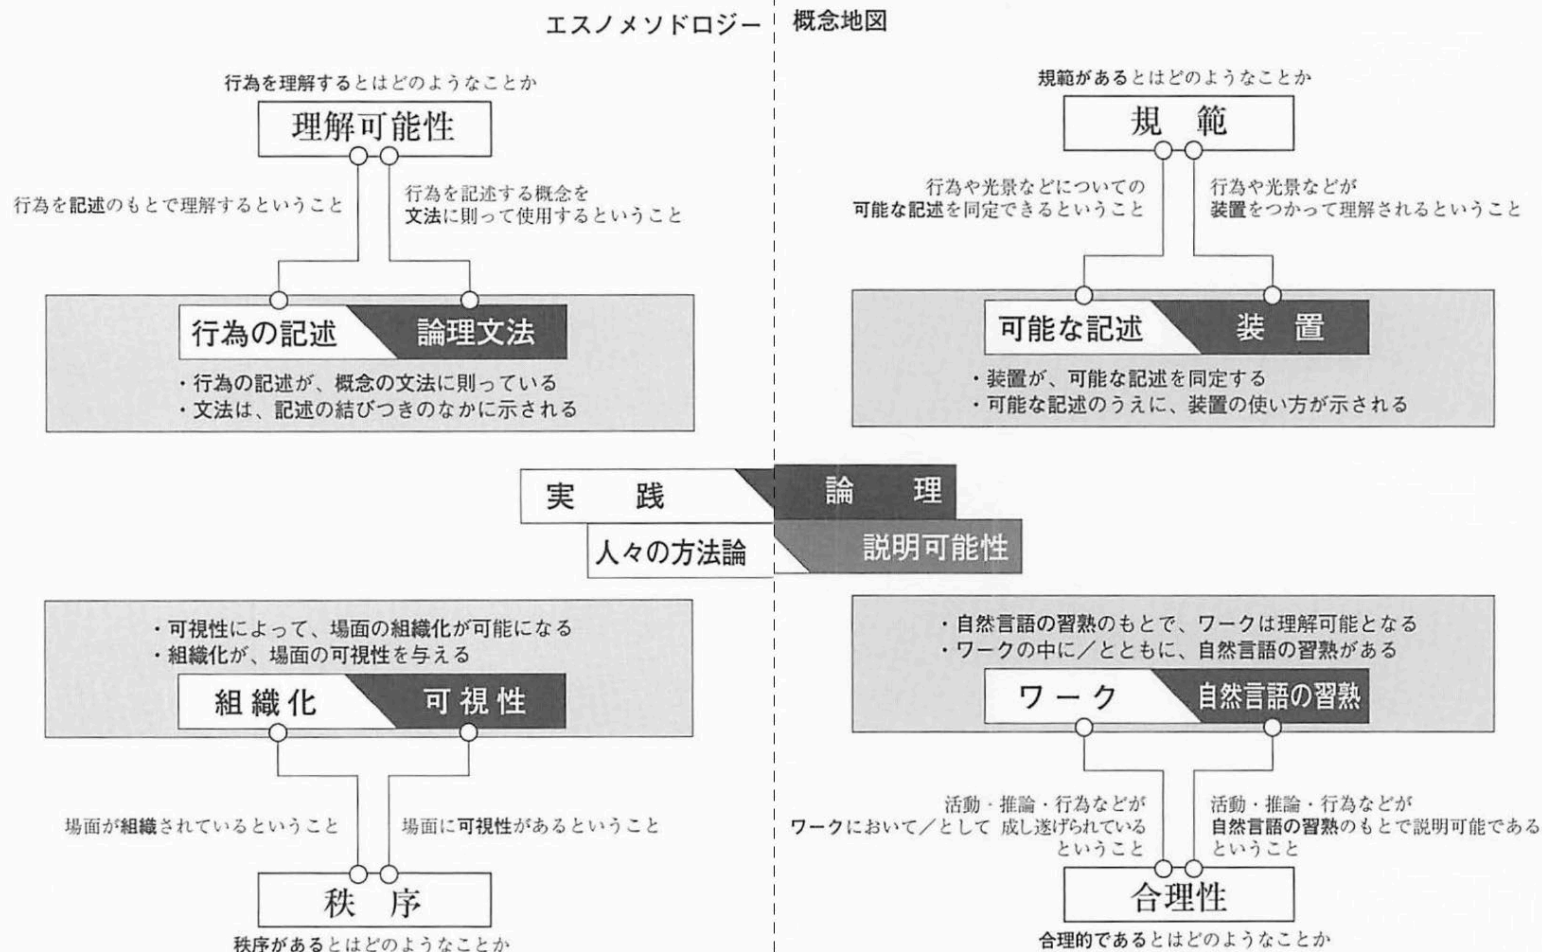 エスノメソドロジー 概念地図
行為を理解するとはどのようなことか
理解可能性
行為を記述のもとで理解するということ
行為を記述する概念を
文法に則って使用するということ
行為の記述 論理文法
・行為の記述が、概念の文法に則っている
・文法は、記述の結びつきのなかに示される
規範があるとはどのようなことか
規 範
行為や光景などについての
可能な記述を同定できるということ
行為や光景などが
装置をつかって理解されるということ
可能な記述 装 置
・装置が、可能な記述を同定する
・可能な記述のうえに、装置の使い方が示される
実 践 論 理
人々の方法論 説明可能性
・可視性によって、場面の組織化が可能になる
・組織化が、場面の可視性を与える
組織化 可視性
場面が組織されているということ
場面に可視性があるということ
秩 序
秩序があるとはどのようなことか
・自然言語の習熟のもとで、ワークは理解可能となる
・ワークの中に/とともに、自然言語の習熟がある
ワーク 自然言語の習熟
活動・推論・行為などが
ワークにおいて/として 成し遂げられている
ということ
活動・推論・行為などが
自然言語の習熟のもとで説明可能である
ということ
合理性
合理的であるとはどのようなことか